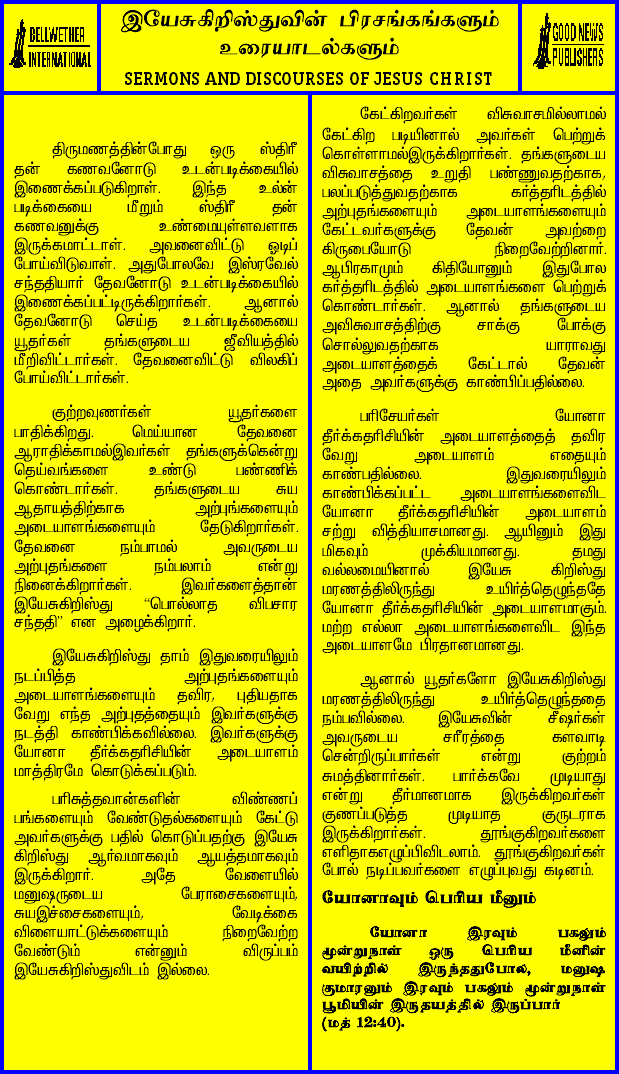 BELLWETHER
INTERNATIONAL
இயேசுகிறிஸ்துவின் பிரசங்கங்களும்
உரையாடல்களும்
SERMONS AND DISCOURSES OF JESUS CHRIST
GOOD NEWS
PUBLISHERS
திருமணத்தின்போது ஒரு ஸ்திரீ
தன் கணவனோடு உடன்படிக்கையில்
இணைக்கப்படுகிறாள். இந்த உல்ன்
படிக்கையை மீறும் ஸ்திரீ தன்
கணவனுக்கு உண்மையுள்ளவளாக
இருக்கமாட்டாள். அவனைவிட்டு ஓடிப்
போய்விடுவாள். அதுபோலவே இஸ்ரவேல்
சந்ததியார் தேவனோடு உடன்படிக்கையில்
இணைக்கப்பட்டிருக்கிறார்கள். ஆனால்
தேவனோடு செய்த உடன்படிக்கையை
யூதர்கள் தங்களுடைய ஜீவியத்தில்
மீறிவிட்டார்கள். தேவனைவிட்டு விலகிப்
போய்விட்டார்கள்.
குற்றவுணர்கள் யூதர்களை
பாதிக்கிறது. மெய்யான தேவனை
ஆராதிக்காமல்இவர்கள் தங்களுக்கென்று
தெய்வங்களை உண்டு பண்ணிக்
கொண்டார்கள். தங்களுடைய சுய
ஆதாயத்திற்காக அற்புங்களையும்
அடையாளங்களையும் தேடுகிறார்கள்.
தேவனை நம்பாமல் அவருடைய
அற்புதங்களை நம்பலாம் என்று
நினைக்கிறார்கள். இவர்களைத்தான்
இயேசுகிறிஸ்து “பொல்லாத விபசார
சந்ததி” என அழைக்கிறார்.
இயேசுகிறிஸ்து தாம் இதுவரையிலும்
நடப்பித்த அற்புதங்களையும்
அடையாளங்களையும் தவிர, புதியதாக
வேறு எந்த அற்புதத்தையும் இவர்களுக்கு
நடத்தி காண்பிக்கவில்லை. இவர்களுக்கு
யோனா தீர்க்கதரிசியின் அடையாளம்
மாத்திரமே கொடுக்கப்படும்.
பரிசுத்தவான்களின் விண்ணப்
பங்களையும் வேண்டுதல்களையும் கேட்டு
அவர்களுக்கு பதில் கொடுப்பதற்கு இயேசு
கிறிஸ்து ஆர்வமாகவும் ஆயத்தமாகவும்
இருக்கிறார். அதே வேளையில்
மனுஷருடைய பேராசைகளையும்,
சுயஇச்சைகளையும், வேடிக்கை
விளையாட்டுக்களையும் நிறைவேற்ற
வேண்டும் என்னும் விருப்பம்
இயேசுகிறிஸ்துவிடம் இல்லை.
கேட்கிறவர்கள் விசுவாசமில்லாமல்
கேட்கிற படியினால் அவர்கள் பெற்றுக்
கொள்ளாமல்இருக்கிறார்கள். தங்களுடைய
விசுவாசத்தை உறுதி பண்ணுவதற்காக,
பலப்படுத்துவதற்காக கர்த்தரிடத்தில்
அற்புதங்களையும் அடையாளங்களையும்
கேட்டவர்களுக்கு தேவன் அவற்றை
கிருபையோடு நிறைவேற்றினார்.
ஆபிரகாமும் கிதியோனும் இதுபோல
கர்த்தரிடத்தில் அடையாளங்களை பெற்றுக்
கொண்டார்கள். ஆனால் தங்களுடைய
அவிசுவாசத்திற்கு சாக்கு போக்கு
சொல்லுவதற்காக யாராவது
அடையாளத்தைக் கேட்டால் தேவன்
அதை அவர்களுக்கு காண்பிப்பதில்லை.
பரிசேயர்கள் யோனா
தீர்க்கதரிசியின் அடையாளத்தைத் தவிர
வேறு அடையாளம் எதையும்
காண்பதில்லை. இதுவரையிலும்
காண்பிக்கப்பட்ட அடையாளங்களைவிட
யோனா தீர்க்கதரிசியின் அடையாளம்
சற்று வித்தியாசமானது. ஆயினும் இது
மிகவும் முக்கியமானது. தமது
வல்லமையினால் இயேசு கிறிஸ்து
மரணத்திலிருந்து உயிர்த்தெழுந்ததே
யோனா தீர்க்கதரிசியின் அடையாளமாகும்.
மற்ற எல்லா அடையாளங்களைவிட இந்த
அடையாளமே பிரதானமானது.
ஆனால் யூதர்களோ இயேசுகிறிஸ்து
மரணத்திலிருந்து உயிர்த்தெழுந்ததை
நம்பவில்லை. இயேசுவின் சீஷர்கள்
அவருடைய சரீரத்தை களவாடி
சென்றிருப்பார்கள் என்று குற்றம்
சுமத்தினார்கள். பார்க்கவே முடியாது
என்று தீர்மானமாக இருக்கிறவர்கள்
குணப்படுத்த முடியாத குருடராக
இருக்கிறார்கள். தூங்குகிறவர்களை
எளிதாகஎழுப்பிவிடலாம். தூங்குகிறவர்கள்
போல் நடிப்பவர்களை எழுப்புவது கடினம்.
யோனாவும் பெரிய மீனும்
யோனா இரவும் பகலும்
மூன்றுநாள் ஒரு பெரிய மீனின்
வயிற்றில் இருந்ததுபோல, மனுஷ
குமாரனும் இரவும் பகலும் மூன்றுநாள்
பூமியின் இருதயத்தில் இருப்பார்
(மத் 12:40).